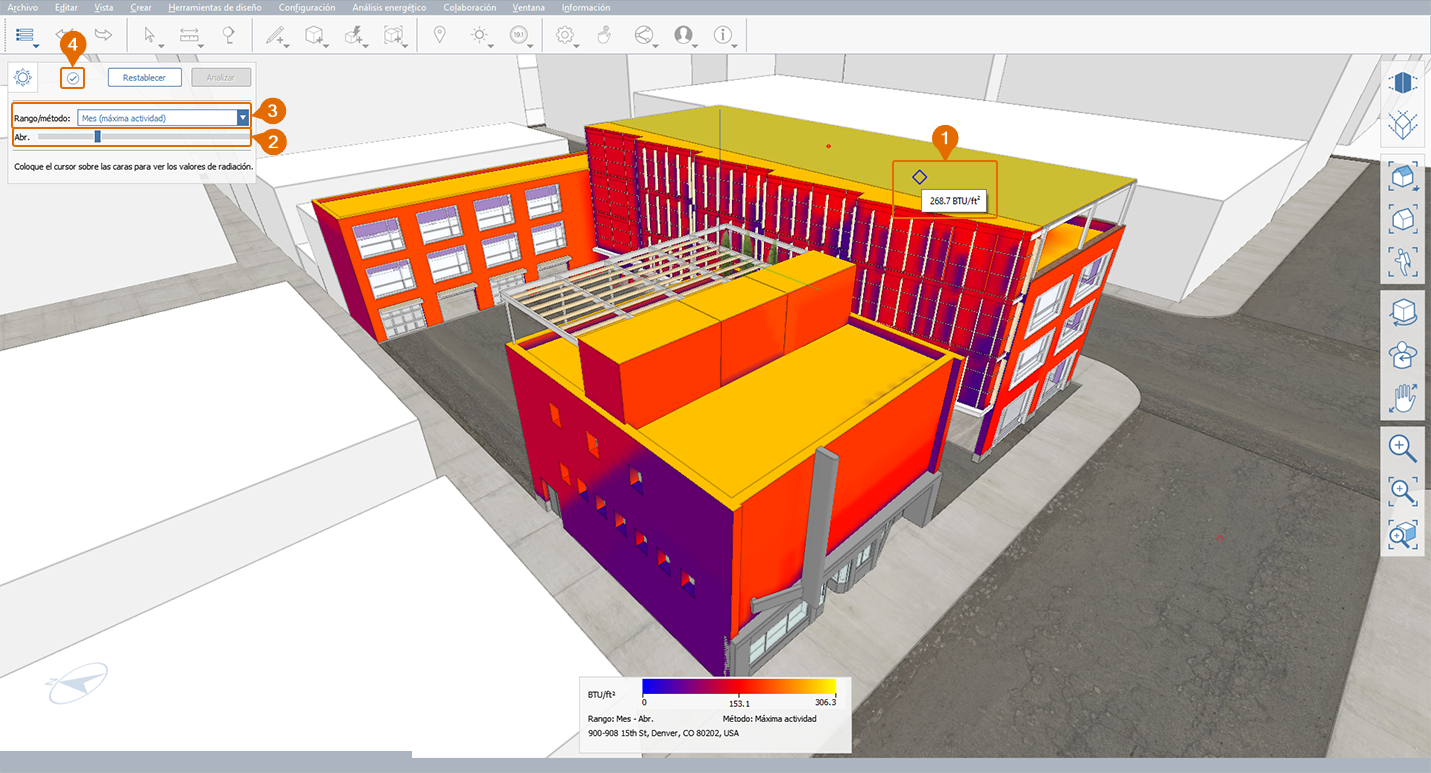 Archivo Editar Vista Crear Herramientas de diseño Configuración Análisis energético Colaboración Ventana Información
19.1
4
Restablecer Analizar
Rango/método: Mes (máxima actividad) 3
Abr. 2
Coloque el cursor sobre las caras para ver los valores de radiación.
1
268.7 BTU/ft²
BTU/ft²
0 153.1 306.3
Rango: Mes - Abr. Método: Máxima actividad
900-908 15th St, Denver, CO 80202, USA